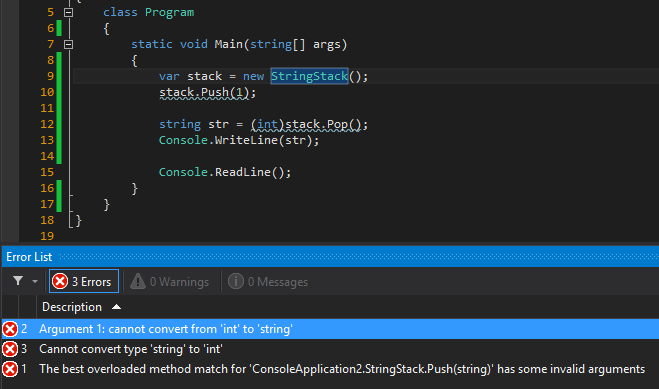 5 class Program
6 {
7 static void Main(string[] args)
8 {
9 var stack = new StringStack();
10 stack.Push(1);
11
12 string str = (int)stack.Pop();
13 Console.WriteLine(str);
14
15 Console.ReadLine();
16 }
17 }
18 }
19
Error List
3 Errors 0 Warnings 0 Messages
Description
2 Argument 1: cannot convert from 'int' to 'string'
3 Cannot convert type 'string' to 'int'
1 The best overloaded method match for 'ConsoleApplication2.StringStack.Push(string)' has some invalid arguments